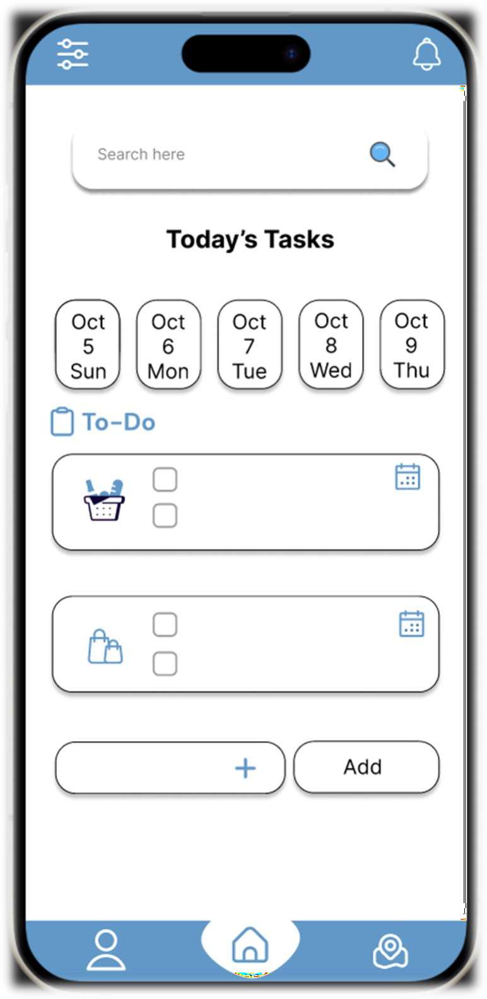 Search here
Today's Tasks
Oct
5
Sun
Oct
6
Mon
Oct
7
Tue
Oct
8
Wed
Oct
9
Thu
To-Do
Add